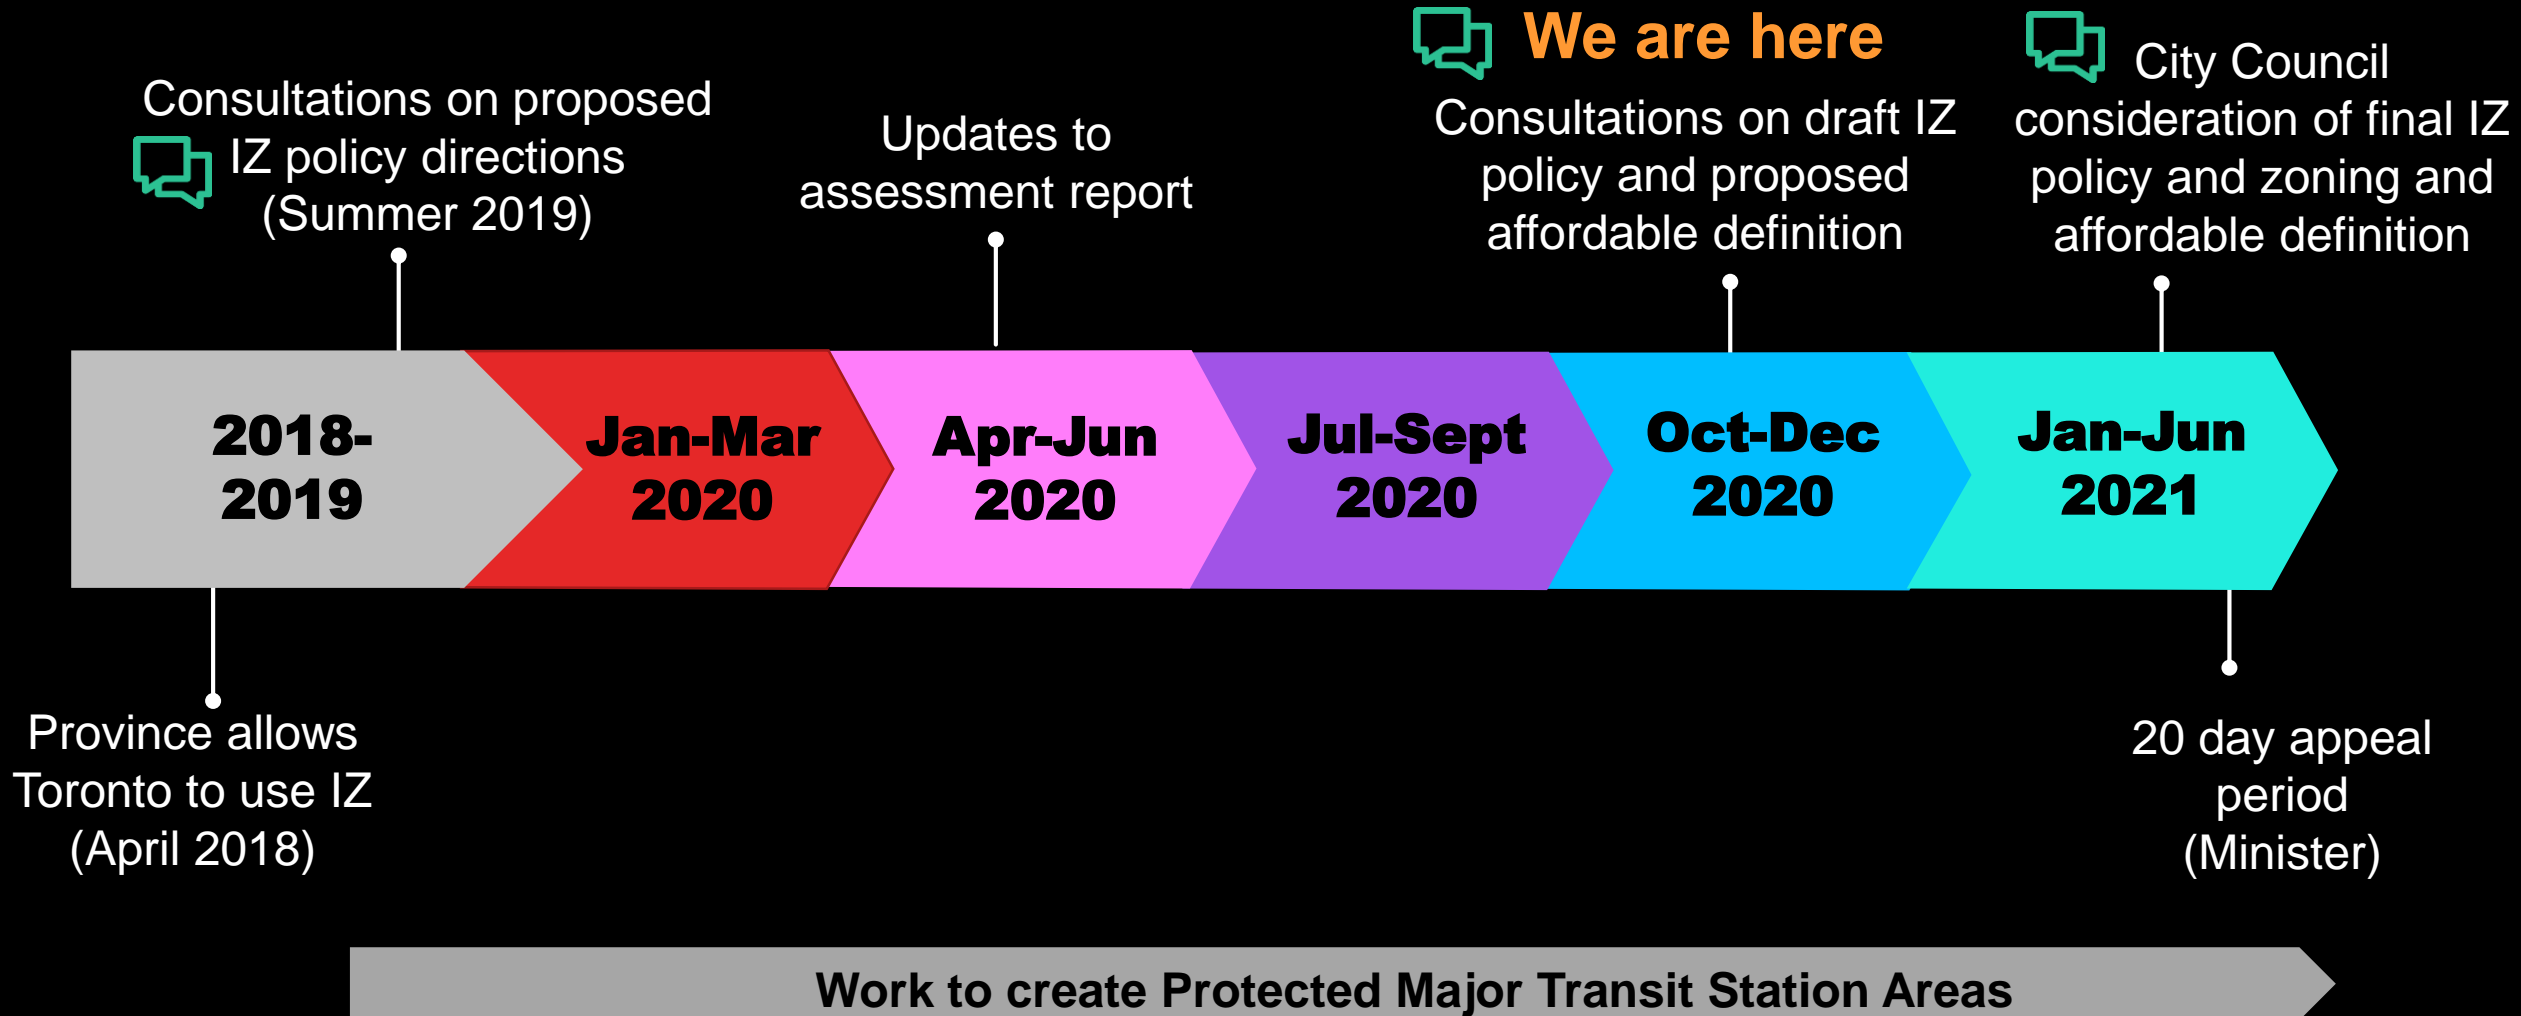 Consultations on proposed
IZ policy directions
(Summer 2019)
Updates to
assessment report
We are here
Consultations on draft IZ
policy and proposed
affordable definition
City Council
consideration of final IZ
policy and zoning and
affordable definition
2018-
2019
Jan-Mar
2020
Apr-Jun
2020
Jul-Sept
2020
Oct-Dec
2020
Jan-Jun
2021
Province allows
Toronto to use IZ
(April 2018)
20 day appeal
period
(Minister)
Work to create Protected Major Transit Station Areas